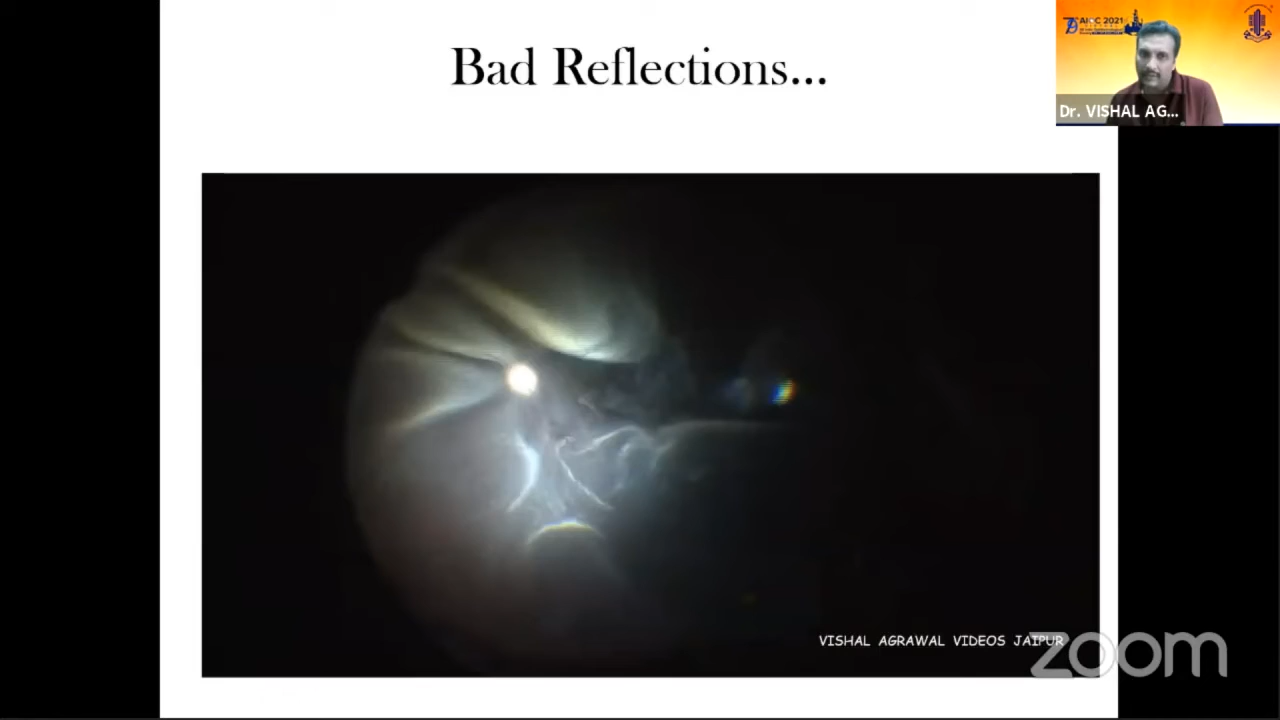 Bad Reflections...
AIOC 2021
Dr. VISHAL AG...
VISHAL AGRAWAL VIDEOS JAIPUR
zoom